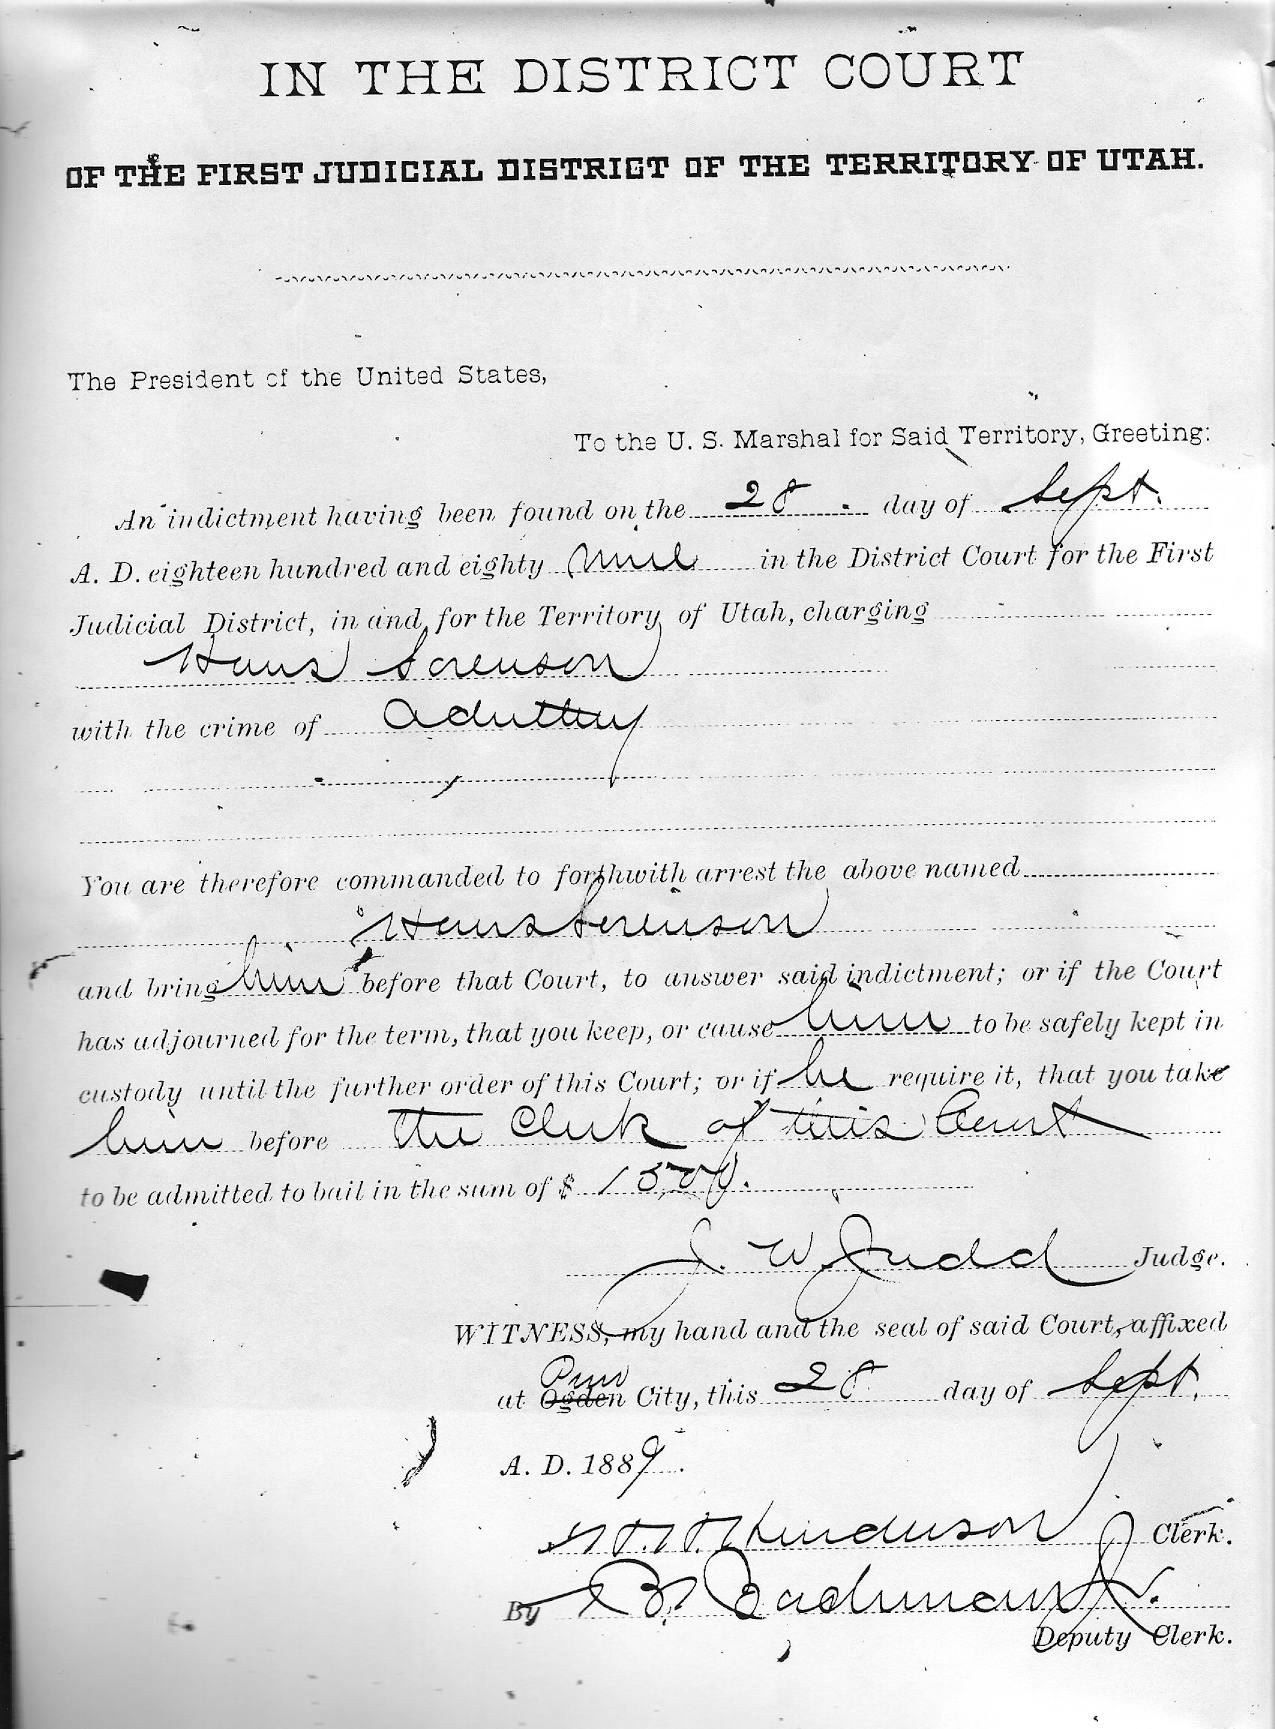 IN THE DISTRICT COURT
OF THE FIRST JUDICIAL DISTRICT OF THE TERRITORY OF UTAH.
The President of the United States,
To the U. S. Marshal for Said Territory, Greeting:
An indictment having been found on the 28 day of Sept.
A. D. eighteen hundred and eighty nine in the District Court for the First
Judicial District, in and for the Territory of Utah, charging
Hans Sorenson
with the crime of Adultery
You are therefore commanded to forthwith arrest the above named
Hans Sorenson
and bring him before that Court, to answer said indictment; or if the Court
has adjourned for the term, that you keep, or cause him to be safely kept in
custody until the further order of this Court; or if he require it, that you take
him before the Clerk of this Court
to be admitted to bail in the sum of $ 1500.
J. W. Judd Judge.
WITNESS, my hand and the seal of said Court, affixed
Provo
at Ogden City, this 28 day of Sept.
A. D. 1889.
H. H. Henderson Clerk.
By B. Bachman Jr.
Deputy Clerk.